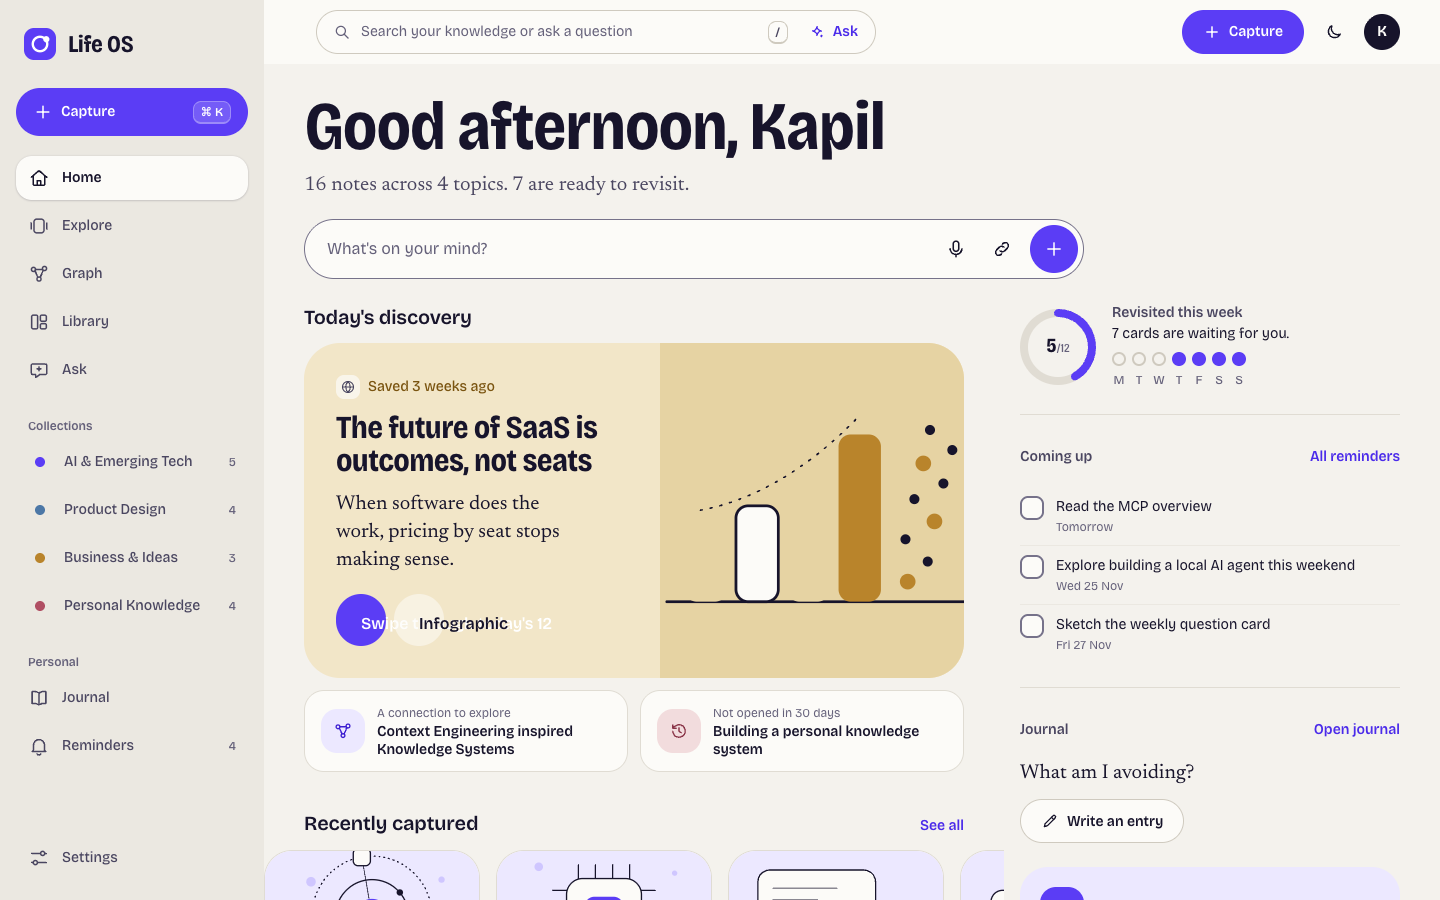 Life OS
Search your knowledge or ask a question
/
Ask
Capture
K
Capture
⌘ K
Home
Explore
Graph
Library
Ask
Collections
AI & Emerging Tech 5
Product Design 4
Business & Ideas 3
Personal Knowledge 4
Personal
Journal
Reminders 4
Settings
Good afternoon, Kapil
16 notes across 4 topics. 7 are ready to revisit.
What's on your mind?
Today's discovery
Saved 3 weeks ago
The future of SaaS is
outcomes, not seats
When software does the
work, pricing by seat stops
making sense.
Swipe
Infographic
12
A connection to explore
Context Engineering inspired
Knowledge Systems
Not opened in 30 days
Building a personal knowledge
system
Recently captured
See all
5/12
Revisited this week
7 cards are waiting for you.
M T W T F S S
Coming up
All reminders
Read the MCP overview
Tomorrow
Explore building a local AI agent this weekend
Wed 25 Nov
Sketch the weekly question card
Fri 27 Nov
Journal
Open journal
What am I avoiding?
Write an entry